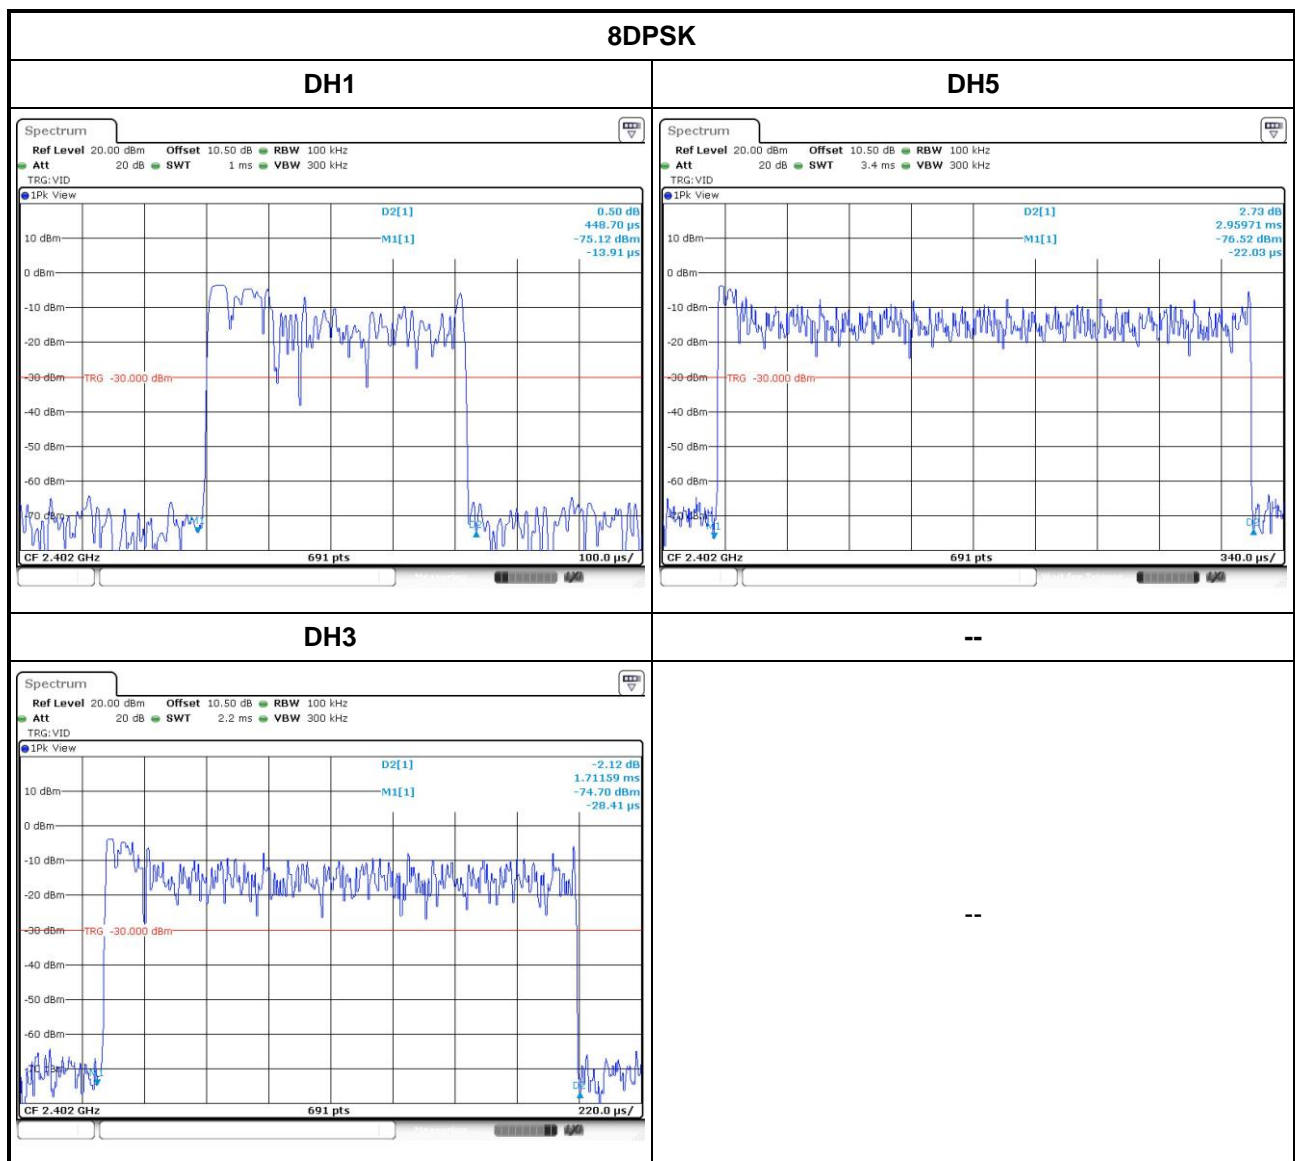 8DPSK
DH1
DH5
Spectrum
Ref Level 20.00 dBm Offset 10.50 dB RBW 100 kHz
Att 20 dB SWT 1 ms VBW 300 kHz
TRG:VID
1Pk View
D2[1] 0.50 dB
448.70 µs
M1[1] -75.12 dBm
-13.91 µs
10 dBm
0 dBm
-10 dBm
-20 dBm
-30 dBm
TRG -30.000 dBm
-40 dBm
-50 dBm
-60 dBm
-70 dBm
D2
CF 2.402 GHz 691 pts 100.0 µs/
Spectrum
Ref Level 20.00 dBm Offset 10.50 dB RBW 100 kHz
Att 20 dB SWT 3.4 ms VBW 300 kHz
TRG:VID
1Pk View
D2[1] 2.73 dB
2.95971 ms
M1[1] -76.52 dBm
-22.03 µs
10 dBm
0 dBm
-10 dBm
-20 dBm
-30 dBm
TRG -30.000 dBm
-40 dBm
-50 dBm
-60 dBm
-70 dBm
M1
D2
CF 2.402 GHz 691 pts 340.0 µs/
DH3
--
Spectrum
Ref Level 20.00 dBm Offset 10.50 dB RBW 100 kHz
Att 20 dB SWT 2.2 ms VBW 300 kHz
TRG:VID
1Pk View
D2[1] -2.12 dB
1.71159 ms
M1[1] -74.70 dBm
-28.41 µs
10 dBm
0 dBm
-10 dBm
-20 dBm
-30 dBm
TRG -30.000 dBm
-40 dBm
-50 dBm
-60 dBm
-70 dBm
D2
CF 2.402 GHz 691 pts 220.0 µs/
--